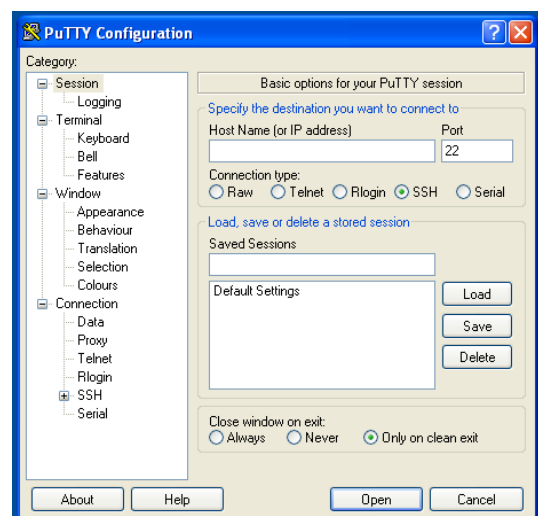 PuTTY Configuration
Category:
Session
Logging
Terminal
Keyboard
Bell
Features
Window
Appearance
Behaviour
Translation
Selection
Colours
Connection
Data
Proxy
Telnet
Rlogin
SSH
Serial
Basic options for your PuTTY session
Specify the destination you want to connect to
Host Name (or IP address) Port
22
Connection type:
Raw Telnet Rlogin SSH Serial
Load, save or delete a stored session
Saved Sessions
Default Settings
Load
Save
Delete
Close window on exit:
Always Never Only on clean exit
About Help Open Cancel